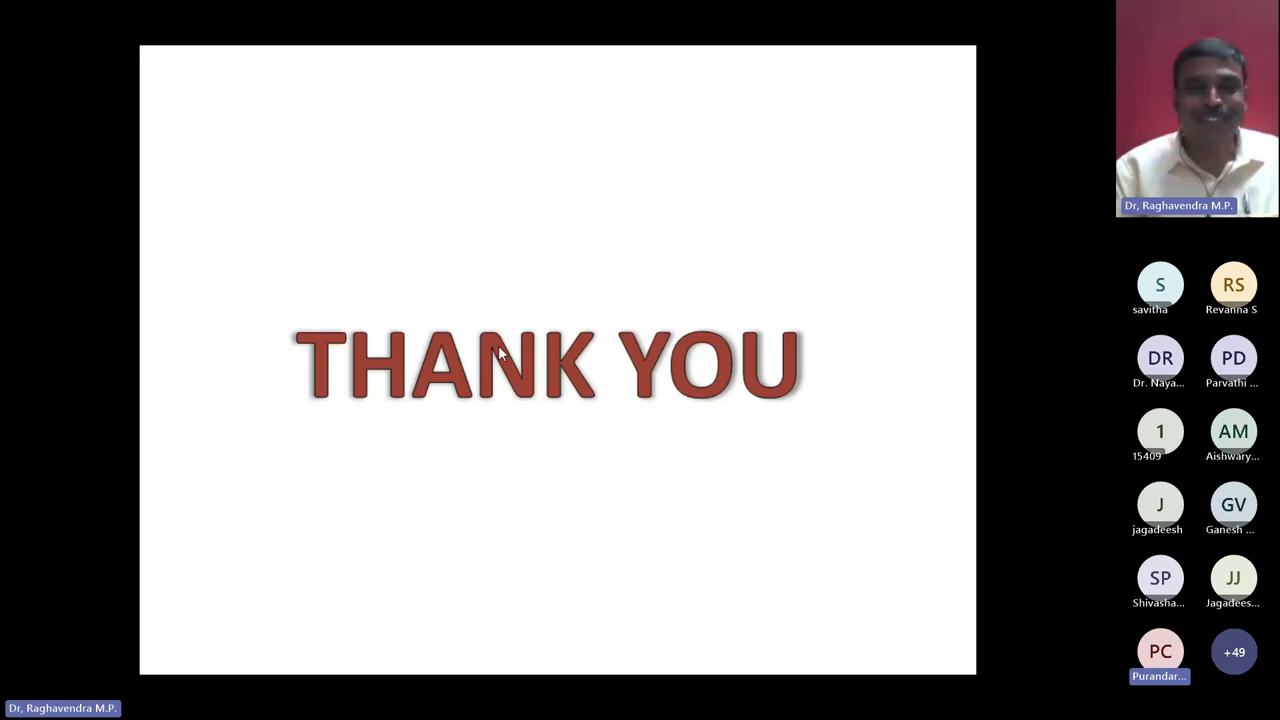 THANK YOU
Dr, Raghavendra M.P.
S
savitha
RS
Revanna S
DR
Dr. Naya...
PD
Parvathi ...
1
15409
AM
Aishwary...
J
jagadeesh
GV
Ganesh ...
SP
Shivasha...
JJ
Jagadees...
PC
Purandar...
+49
Dr, Raghavendra M.P.